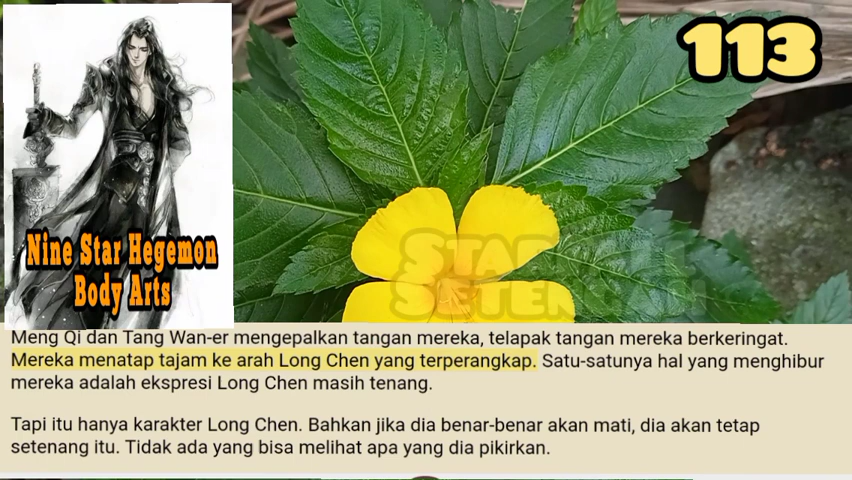 113
Nine Star Hegemon
Body Arts
Meng Qi dan Tang Wan-er mengepalkan tangan mereka, telapak tangan mereka berkeringat.
Mereka menatap tajam ke arah Long Chen yang terperangkap. Satu-satunya hal yang menghibur
mereka adalah ekspresi Long Chen masih tenang.
Tapi itu hanya karakter Long Chen. Bahkan jika dia benar-benar akan mati, dia akan tetap
setenang itu. Tidak ada yang bisa melihat apa yang dia pikirkan.